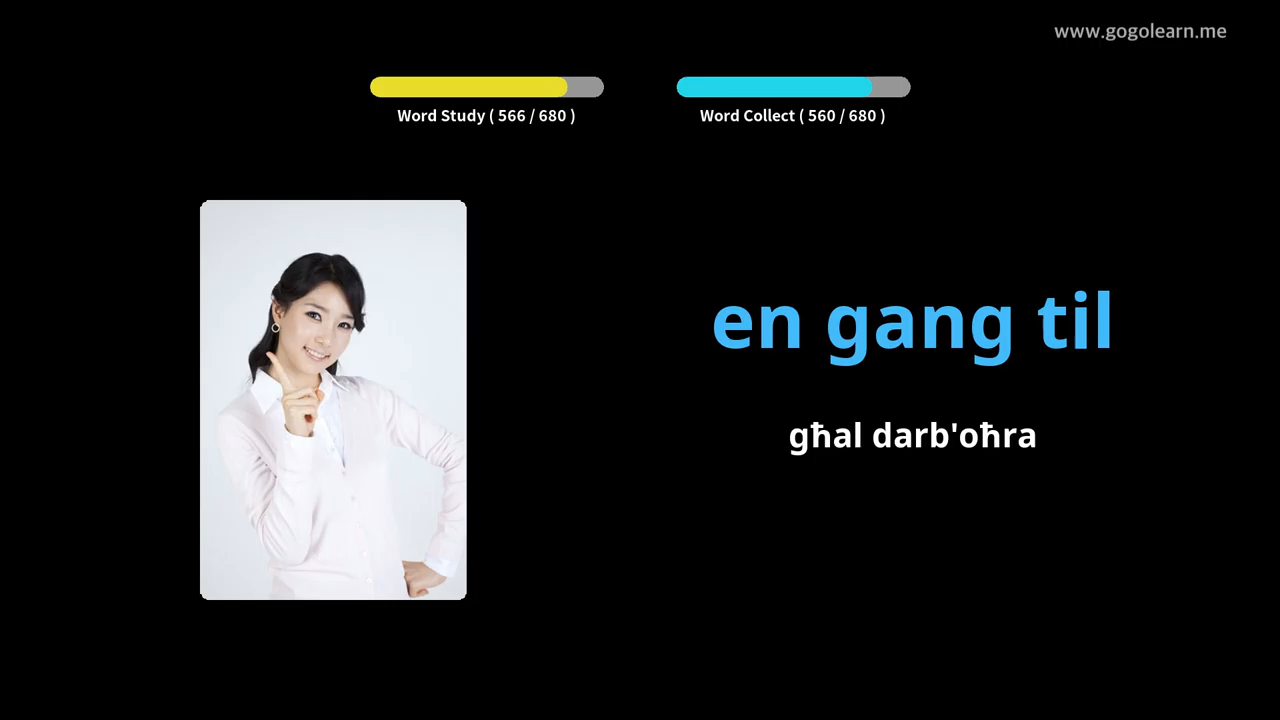 www.gogolearn.me
Word Study ( 566 / 680 )
Word Collect ( 560 / 680 )
en gang til
għal darb'oħra